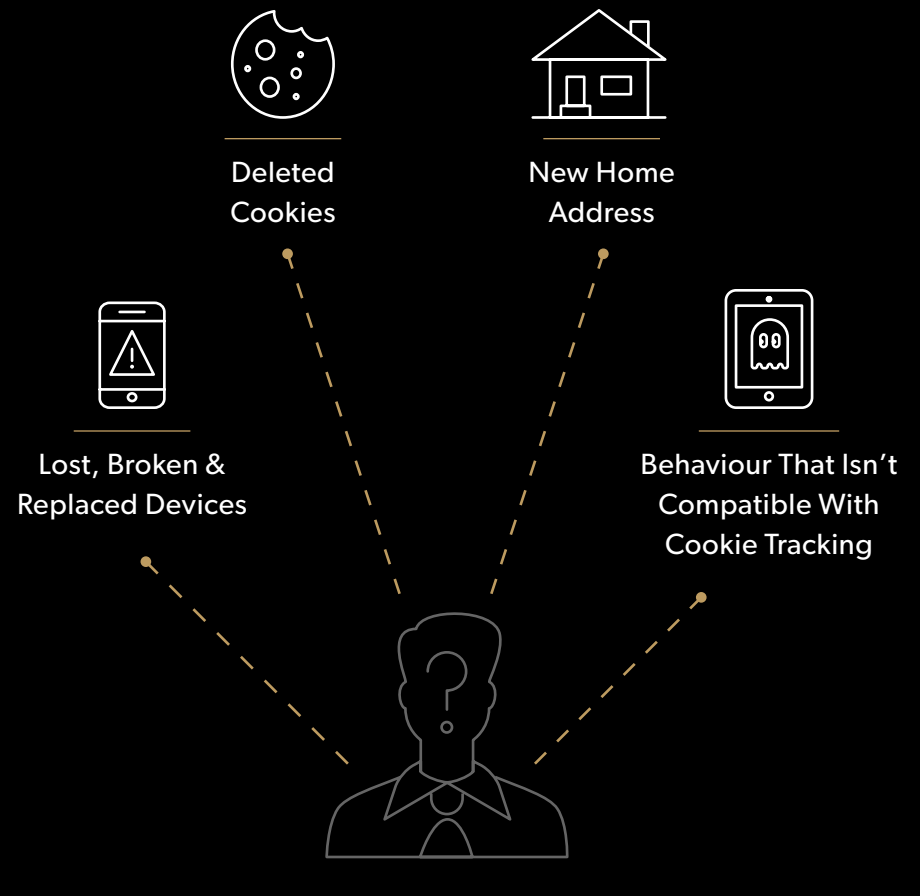 Deleted
Cookies
New Home
Address
Lost, Broken &
Replaced Devices
Behaviour That Isn’t
Compatible With
Cookie Tracking